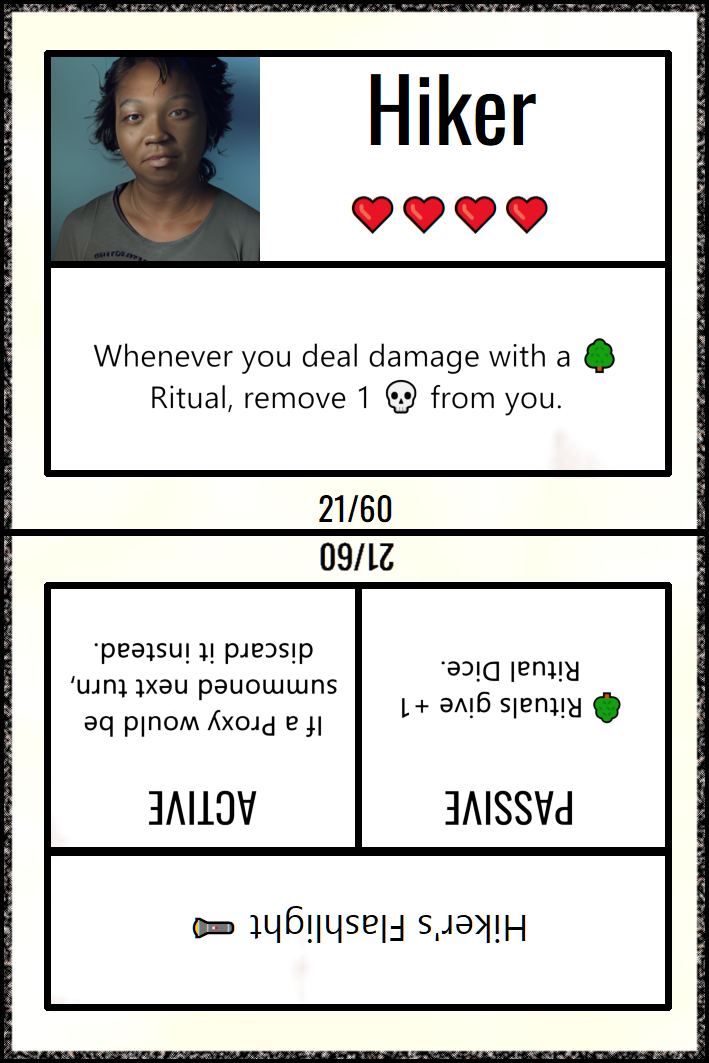 Hiker
Whenever you deal damage with a 🌳
Ritual, remove 1 💀 from you.
21/60
21/60
Hiker's Flashlight 🔦
PASSIVE
🌳 Rituals give +1
Ritual Dice.
ACTIVE
If a Proxy would be
summoned next turn,
discard it instead.